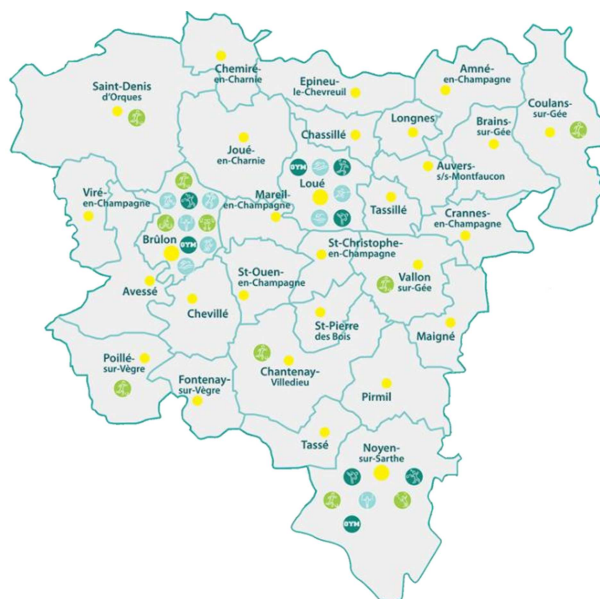 Chemiré-
en-Charnie
Saint-Denis
d'Orques
Epineu-
le-Chevreuil
Amné-
en-Champagne
Coulans-
sur-Gée
Longnes
Brains-
sur-Gée
Chassillé
Joué-
en-Charnie
Auvers-
s/s-Montfaucon
GYM
Loué
Viré-
en-Champagne
Mareil-
en-Champagne
Tassillé
Crannes-
en-Champagne
Brûlon
GYM
St-Christophe-
en-Champagne
St-Ouen-
en-Champagne
Vallon
sur-Gée
Avessé
Chevillé
St-Pierre
des Bois
Maigné
Poillé-
sur-Vègre
Chantenay-
Villedieu
Fontenay-
sur-Vègre
Pirmil
Tassé
Noyen-
sur-Sarthe
GYM